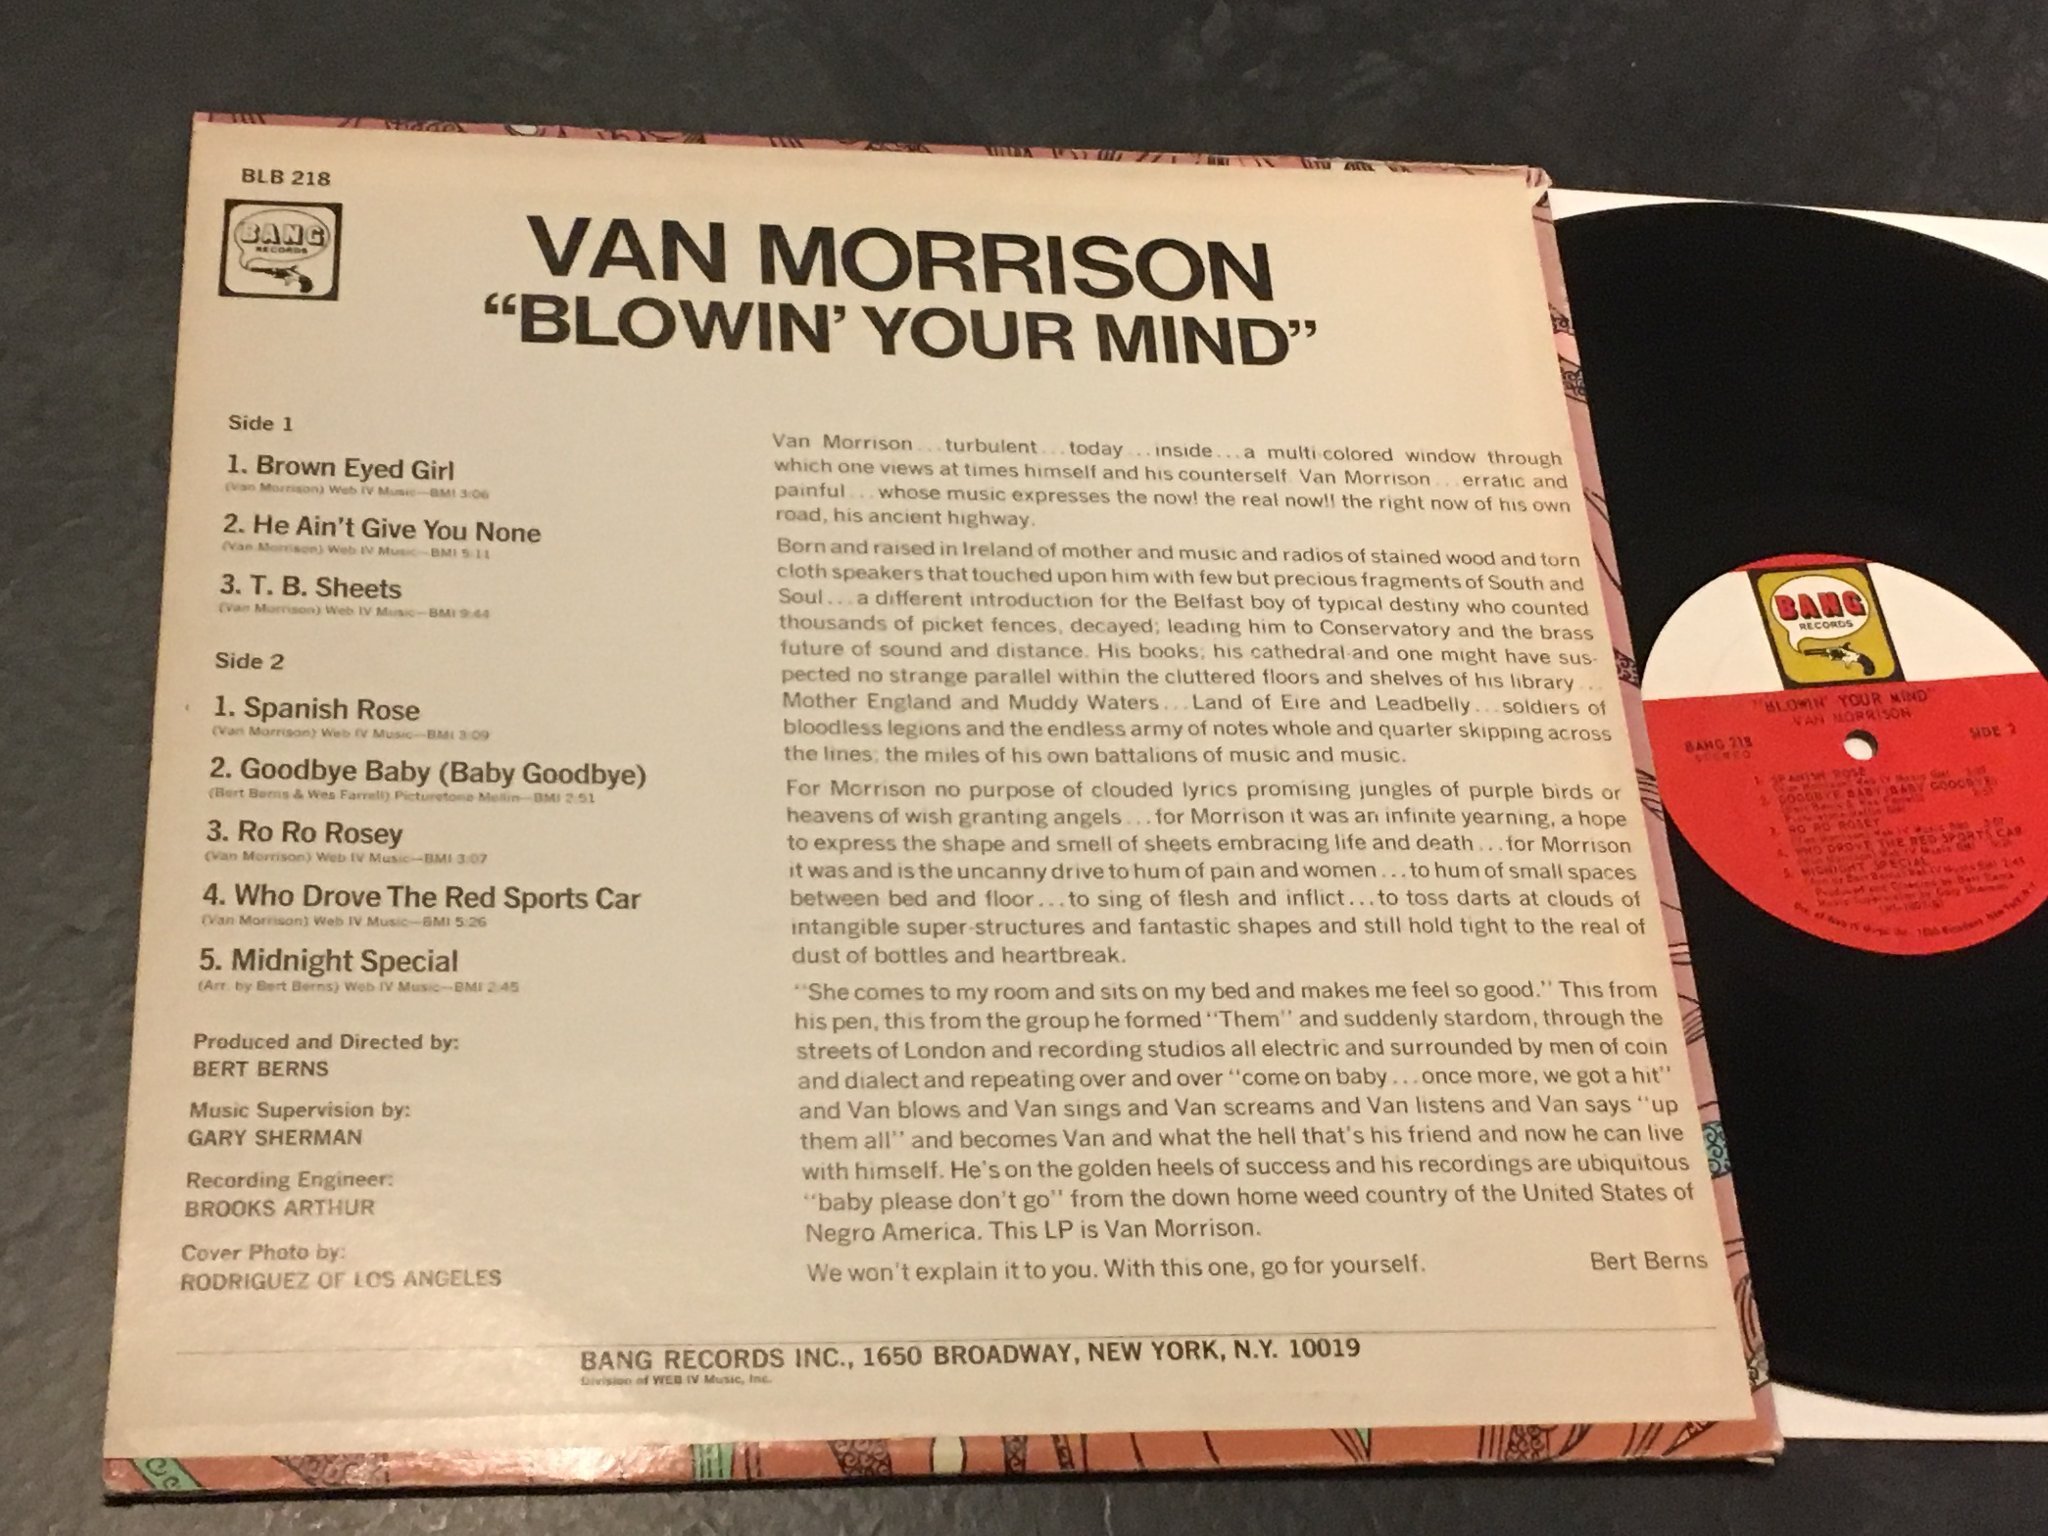 BLB 218
BANG
RECORDS
VAN MORRISON
“BLOWIN’ YOUR MIND”
Side 1
1. Brown Eyed Girl
(Van Morrison) Web IV Music—BMI 3:06
2. He Ain’t Give You None
(Van Morrison) Web IV Music—BMI 5:11
3. T. B. Sheets
(Van Morrison) Web IV Music—BMI 9:44
Side 2
1. Spanish Rose
(Van Morrison) Web IV Music—BMI 3:09
2. Goodbye Baby (Baby Goodbye)
(Bert Berns & Wes Farrell) Picturetone Mellin—BMI 2:51
3. Ro Ro Rosey
(Van Morrison) Web IV Music—BMI 3:07
4. Who Drove The Red Sports Car
(Van Morrison) Web IV Music—BMI 5:26
5. Midnight Special
(Arr. by Bert Berns) Web IV Music—BMI 2:45
Produced and Directed by:
BERT BERNS
Music Supervision by:
GARY SHERMAN
Recording Engineer:
BROOKS ARTHUR
Cover Photo by:
RODRIGUEZ OF LOS ANGELES
Van Morrison...turbulent...today...inside...a multi-colored window through
which one views at times himself and his counterself. Van Morrison...erratic and
painful...whose music expresses the now! the real now!! the right now of his own
road, his ancient highway.
Born and raised in Ireland of mother and music and radios of stained wood and torn
cloth speakers that touched upon him with few but precious fragments of South and
Soul...a different introduction for the Belfast boy of typical destiny who counted
thousands of picket fences, decayed; leading him to Conservatory and the brass
future of sound and distance. His books; his cathedral-and one might have sus-
pected no strange parallel within the cluttered floors and shelves of his library...
Mother England and Muddy Waters...Land of Eire and Leadbelly...soldiers of
bloodless legions and the endless army of notes whole and quarter skipping across
the lines; the miles of his own battalions of music and music.
For Morrison no purpose of clouded lyrics promising jungles of purple birds or
heavens of wish granting angels...for Morrison it was an infinite yearning, a hope
to express the shape and smell of sheets embracing life and death...for Morrison
it was and is the uncanny drive to hum of pain and women...to hum of small spaces
between bed and floor...to sing of flesh and inflict...to toss darts at clouds of
intangible super-structures and fantastic shapes and still hold tight to the real of
dust of bottles and heartbreak.
“She comes to my room and sits on my bed and makes me feel so good.” This from
his pen, this from the group he formed “Them” and suddenly stardom, through the
streets of London and recording studios all electric and surrounded by men of coin
and dialect and repeating over and over “come on baby...once more, we got a hit”
and Van blows and Van sings and Van screams and Van listens and Van says “up
them all” and becomes Van and what the hell that’s his friend and now he can live
with himself. He’s on the golden heels of success and his recordings are ubiquitous
“baby please don’t go” from the down home weed country of the United States of
Negro America. This LP is Van Morrison.
We won’t explain it to you. With this one, go for yourself. Bert Berns
BANG RECORDS INC., 1650 BROADWAY, NEW YORK, N.Y. 10019
Division of WEB IV Music, Inc.
BANG
RECORDS
"BLOWIN' YOUR MIND"
VAN MORRISON
BANG 218
STEREO
SIDE 2
1. SPANISH ROSE
2. GOODBYE BABY (BABY GOODBYE)
3. RO RO ROSEY
4. WHO DROVE THE RED SPORTS CAR
5. MIDNIGHT SPECIAL